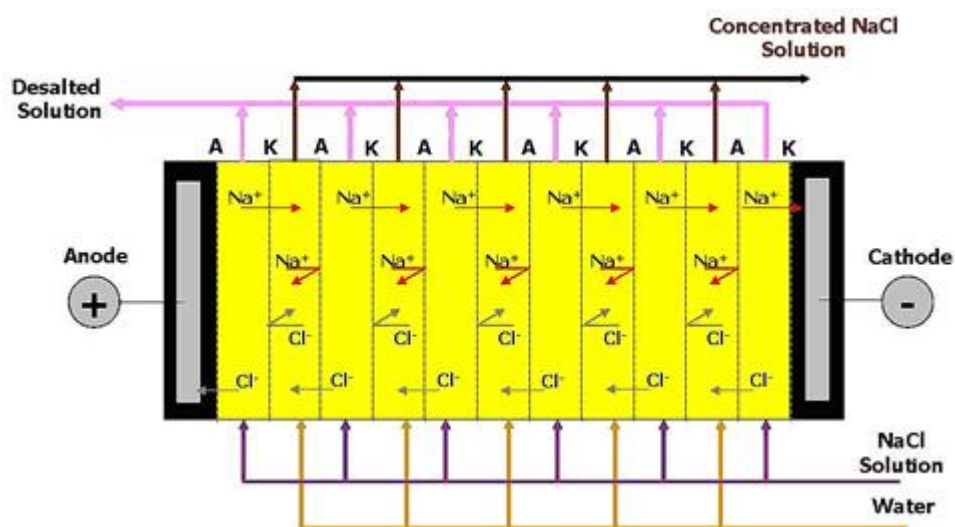 Concentrated NaCl
Solution
Desalted
Solution
A K A K A K A K A K A K
Na⁺ Na⁺ Na⁺ Na⁺ Na⁺ Na⁺
Na⁺ Na⁺ Na⁺ Na⁺ Na⁺
Anode
Cathode
+
-
Cl⁻ Cl⁻ Cl⁻ Cl⁻ Cl⁻
Cl⁻ Cl⁻ Cl⁻ Cl⁻ Cl⁻ Cl⁻
NaCl
Solution
Water